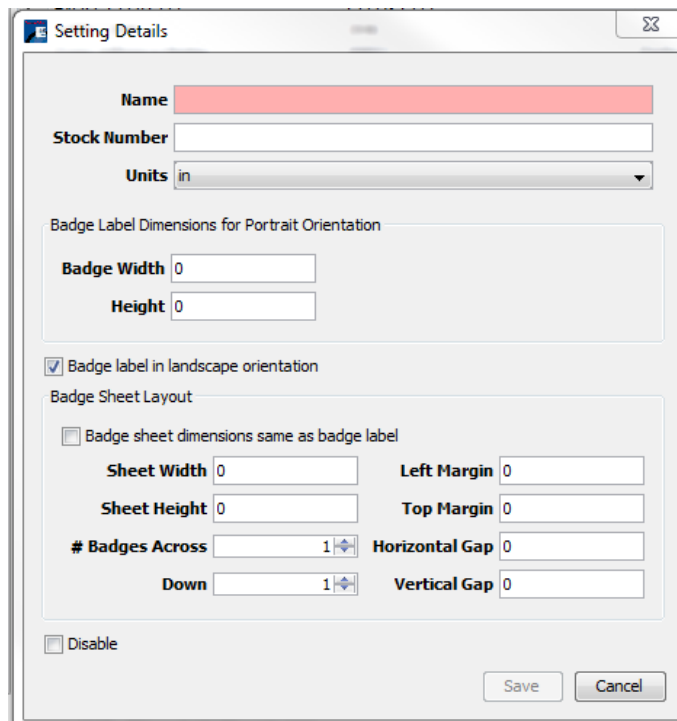 Setting Details
Name
Stock Number
Units in
Badge Label Dimensions for Portrait Orientation
Badge Width 0
Height 0
Badge label in landscape orientation
Badge Sheet Layout
Badge sheet dimensions same as badge label
Sheet Width 0 Left Margin 0
Sheet Height 0 Top Margin 0
# Badges Across 1 Horizontal Gap 0
Down 1 Vertical Gap 0
Disable
Save Cancel